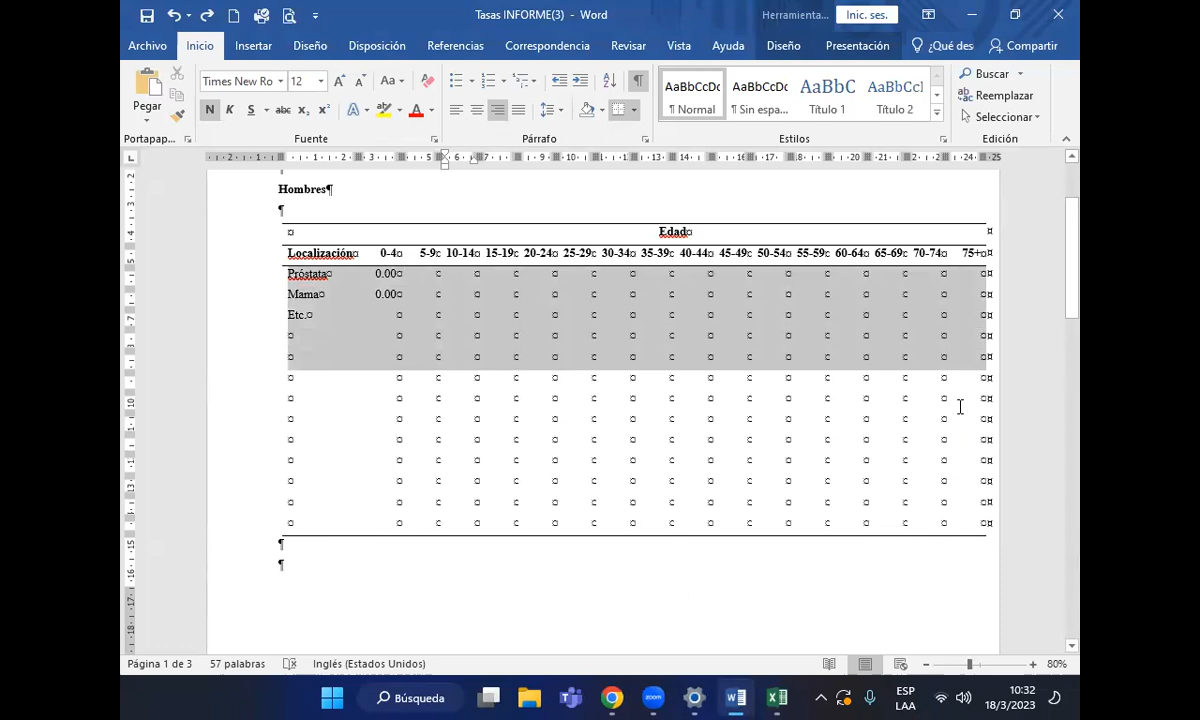 Tasas INFORME(3) - Word
Herramienta... Inic. ses.
Archivo Inicio Insertar Diseño Disposición Referencias Correspondencia Revisar Vista Ayuda Diseño Presentación ¿Qué des Compartir
Pegar
Times New Ro 12
N K S abc x₂ x²
AaBbCcDc AaBbCcDc AaBbC AaBbCcl
¶ Normal ¶ Sin espa... Título 1 Título 2
Buscar
Reemplazar
Seleccionar
Portapap... Fuente Párrafo Estilos Edición
Hombres¶
¶
Edad¤
Localización¤ 0-4¤ 5-9 10-14¤ 15-19 20-24¤ 25-29 30-34¤ 35-39 40-44¤ 45-49 50-54¤ 55-59 60-64¤ 65-69 70-74¤ 75+¤
Próstata¤ 0.00¤
Mama¤ 0.00¤
Etc.¤
¶
¶
Página 1 de 3 57 palabras Inglés (Estados Unidos) 80%
Búsqueda
ESP
LAA
10:32
18/3/2023